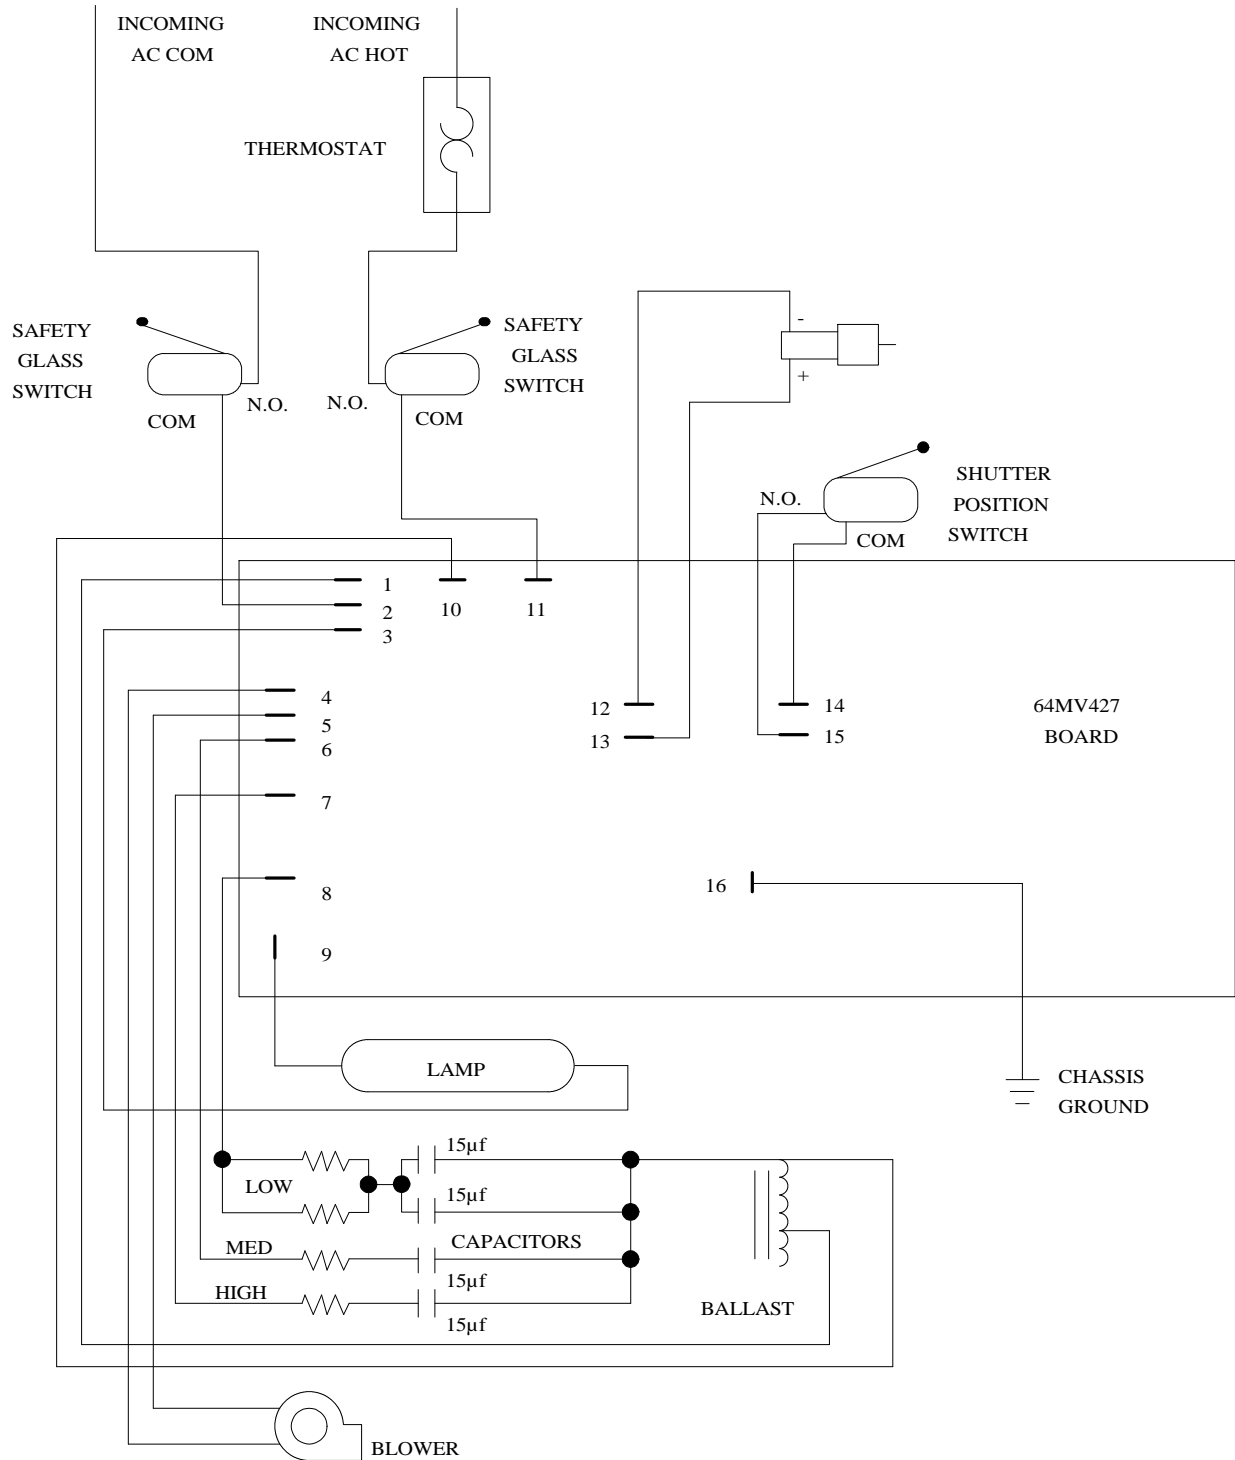 INCOMING
AC COM
INCOMING
AC HOT
THERMOSTAT
SAFETY
GLASS
SWITCH
COM
N.O.
N.O.
COM
SAFETY
GLASS
SWITCH
-
+
N.O.
COM
SHUTTER
POSITION
SWITCH
1
2
3
10
11
4
5
6
7
8
9
12
13
14
15
16
64MV427
BOARD
LAMP
CHASSIS
GROUND
LOW
MED
HIGH
15µf
15µf
CAPACITORS
15µf
15µf
BALLAST
BLOWER